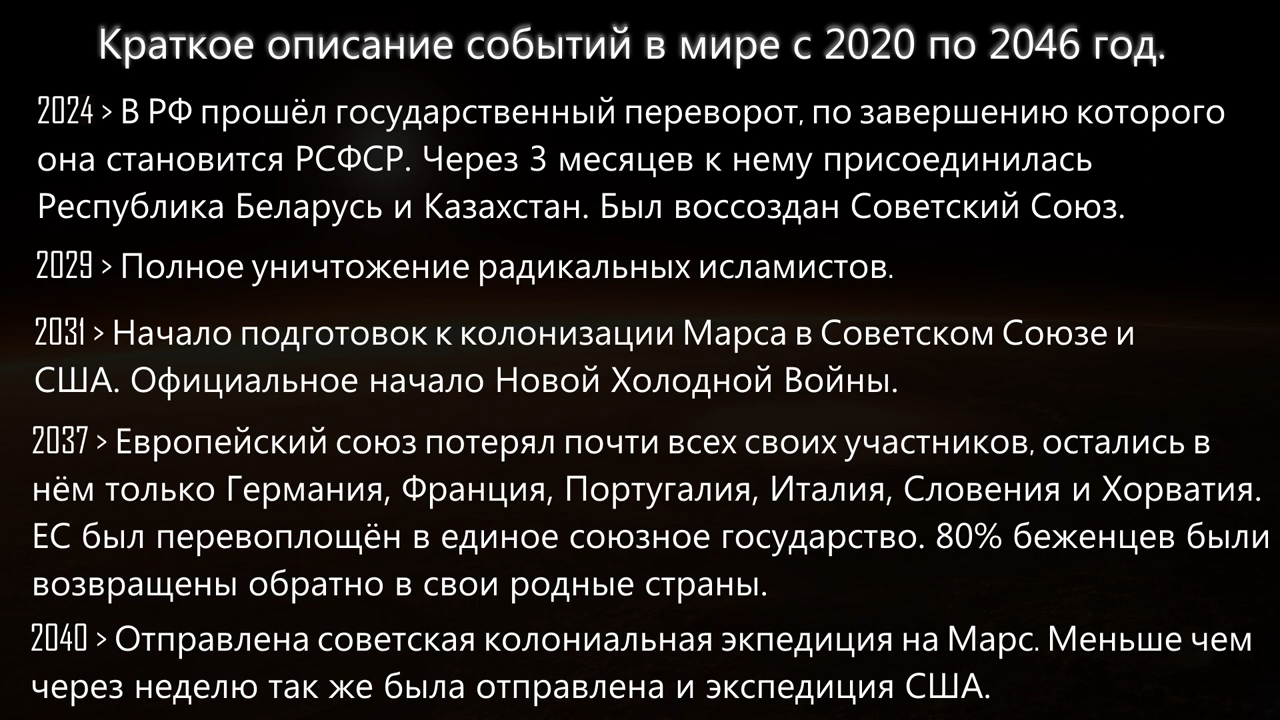 Краткое описание событий в мире с 2020 по 2046 год.
2024 > В РФ прошёл государственный переворот, по завершению которого
она становится РСФСР. Через 3 месяцев к нему присоединилась
Республика Беларусь и Казахстан. Был воссоздан Советский Союз.
2029 > Полное уничтожение радикальных исламистов.
2031 > Начало подготовок к колонизации Марса в Советском Союзе и
США. Официальное начало Новой Холодной Войны.
2037 > Европейский союз потерял почти всех своих участников, остались в
нём только Германия, Франция, Португалия, Италия, Словения и Хорватия.
ЕС был перевоплощён в единое союзное государство. 80% беженцев были
возвращены обратно в свои родные страны.
2040 > Отправлена советская колониальная экпедиция на Марс. Меньше чем
через неделю так же была отправлена и экспедиция США.